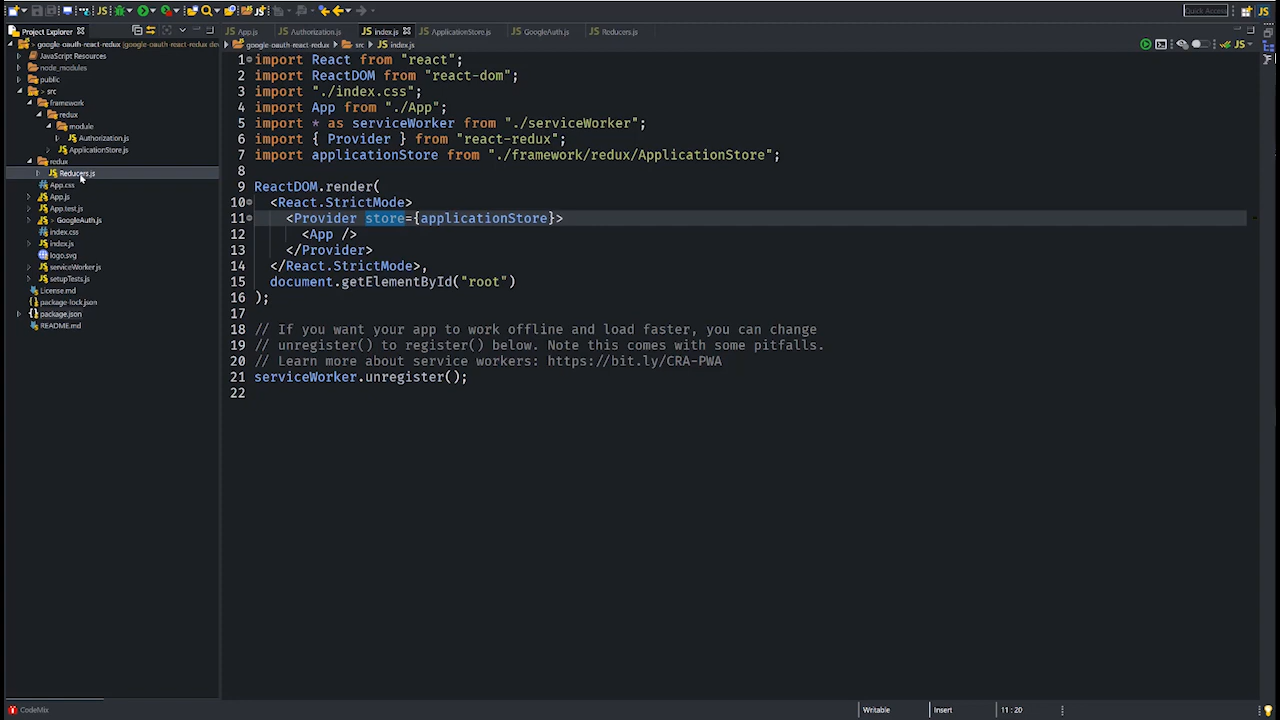 Quick Access
Project Explorer
App.js
Authorization.js
index.js
ApplicationStore.js
GoogleAuth.js
Reducers.js
google-oauth-react-redux
src
index.js
google-oauth-react-redux (google-oauth-react-redux dev
JavaScript Resources
node_modules
public
> src
framework
redux
module
Authorization.js
ApplicationStore.js
redux
Reducers.js
App.css
App.js
App.test.js
> GoogleAuth.js
index.css
index.js
logo.svg
serviceWorker.js
setupTests.js
License.md
package-lock.json
package.json
README.md
1 import React from "react";
2 import ReactDOM from "react-dom";
3 import "./index.css";
4 import App from "./App";
5 import * as serviceWorker from "./serviceWorker";
6 import { Provider } from "react-redux";
7 import applicationStore from "./framework/redux/ApplicationStore";
8
9 ReactDOM.render(
10 <React.StrictMode>
11 <Provider store={applicationStore}>
12 <App />
13 </Provider>
14 </React.StrictMode>,
15 document.getElementById("root")
16 );
17
18 // If you want your app to work offline and load faster, you can change
19 // unregister() to register() below. Note this comes with some pitfalls.
20 // Learn more about service workers: https://bit.ly/CRA-PWA
21 serviceWorker.unregister();
22
CodeMix
Writable
Insert
11 : 20